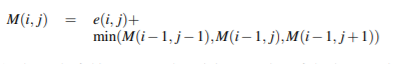 M(i, j) = e(i, j)+
min(M(i−1, j−1),M(i−1, j),M(i−1, j+1))